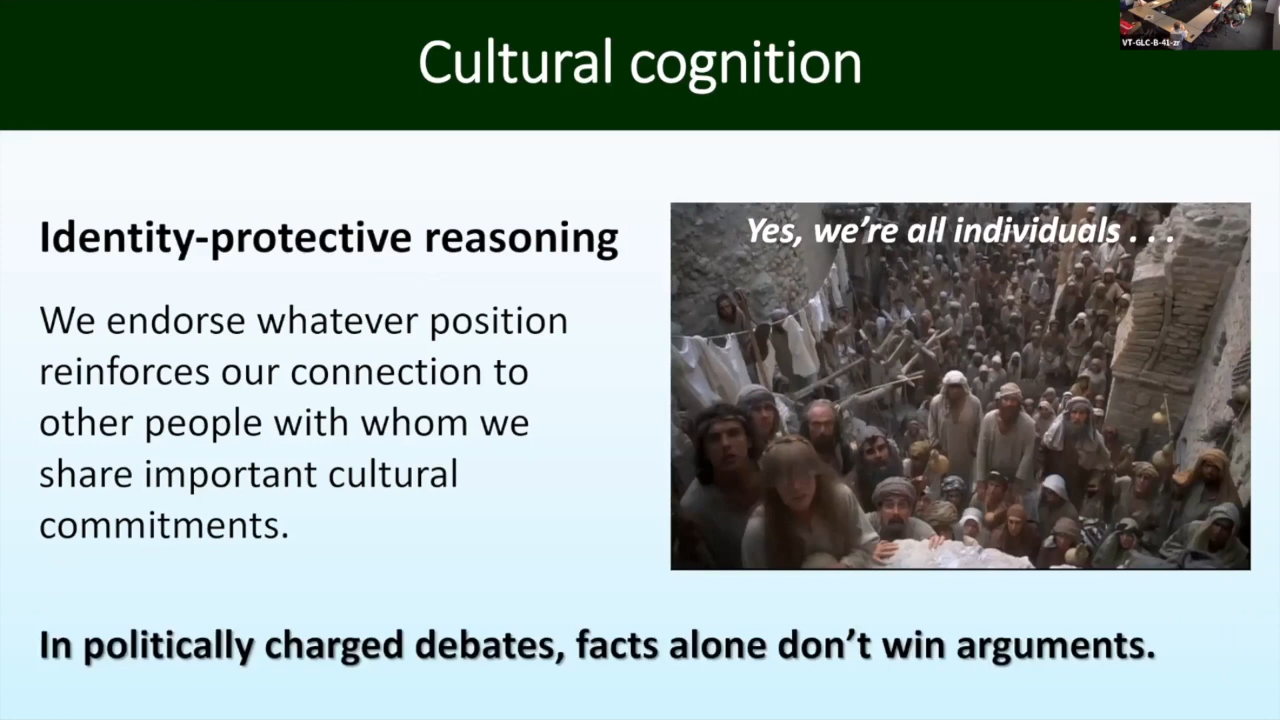 Cultural cognition
VT-GLC-B-41-zr
Identity-protective reasoning
We endorse whatever position
reinforces our connection to
other people with whom we
share important cultural
commitments.
Yes, we’re all individuals . . .
In politically charged debates, facts alone don’t win arguments.